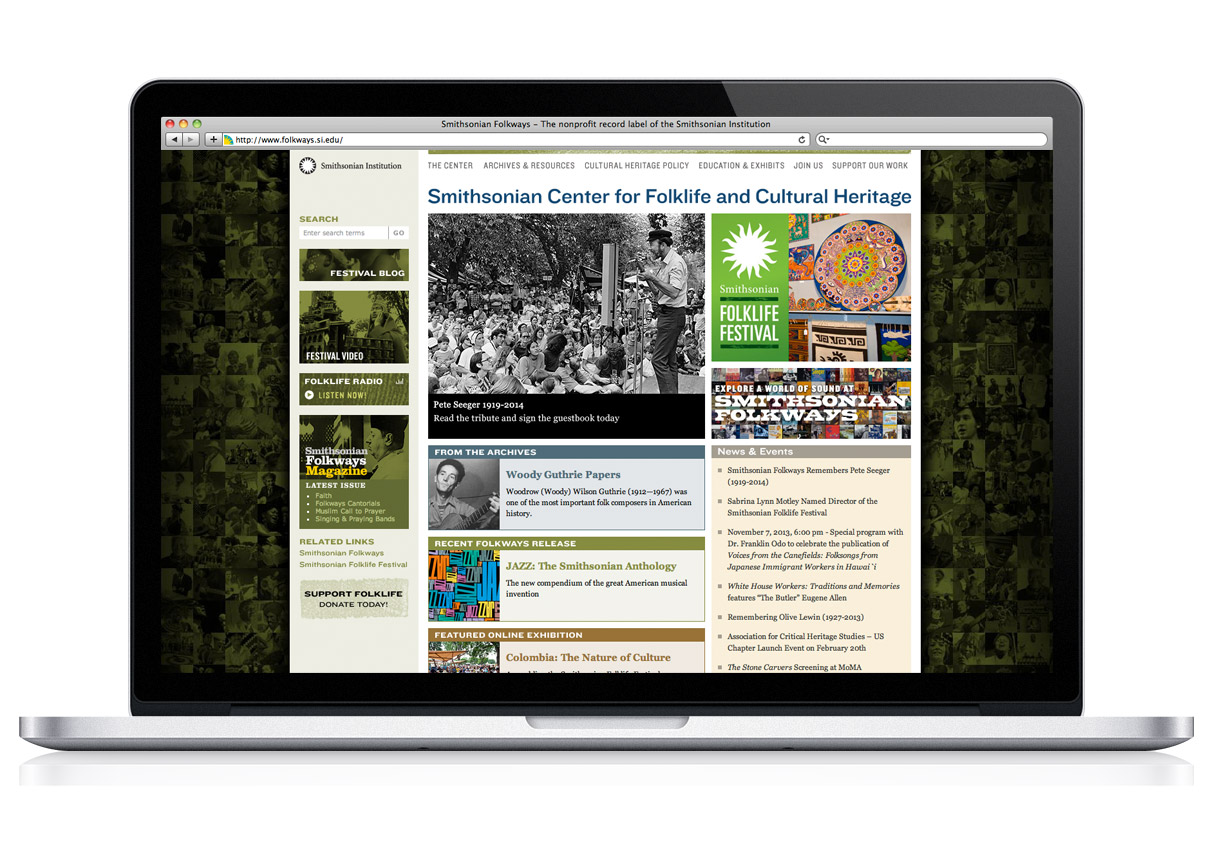 Smithsonian Folkways – The nonprofit record label of the Smithsonian Institution
http://www.folkways.si.edu/
Smithsonian Institution
THE CENTER ARCHIVES & RESOURCES CULTURAL HERITAGE POLICY EDUCATION & EXHIBITS JOIN US SUPPORT OUR WORK
Smithsonian Center for Folklife and Cultural Heritage
SEARCH
Enter search terms GO
FESTIVAL BLOG
FESTIVAL VIDEO
FOLKLIFE RADIO
LISTEN NOW!
Smithsonian
Folkways
Magazine
LATEST ISSUE
Faith
Folkways Cantorials
Muslim Call to Prayer
Singing & Praying Bands
RELATED LINKS
Smithsonian Folkways
Smithsonian Folklife Festival
SUPPORT FOLKLIFE
DONATE TODAY!
Pete Seeger 1919-2014
Read the tribute and sign the guestbook today
FROM THE ARCHIVES
Woody Guthrie Papers
Woodrow (Woody) Wilson Guthrie (1912—1967) was
one of the most important folk composers in American
history.
RECENT FOLKWAYS RELEASE
JAZZ: The Smithsonian Anthology
The new compendium of the great American musical
invention
FEATURED ONLINE EXHIBITION
Colombia: The Nature of Culture
Smithsonian
FOLKLIFE
FESTIVAL
EXPLORE A WORLD OF SOUND AT
SMITHSONIAN
FOLKWAYS
News & Events
Smithsonian Folkways Remembers Pete Seeger
(1919-2014)
Sabrina Lynn Motley Named Director of the
Smithsonian Folklife Festival
November 7, 2013, 6:00 pm - Special program with
Dr. Franklin Odo to celebrate the publication of
Voices from the Canefields: Folksongs from
Japanese Immigrant Workers in Hawai`i
White House Workers: Traditions and Memories
features "The Butler" Eugene Allen
Remembering Olive Lewin (1927-2013)
Association for Critical Heritage Studies – US
Chapter Launch Event on February 20th
The Stone Carvers Screening at MoMA